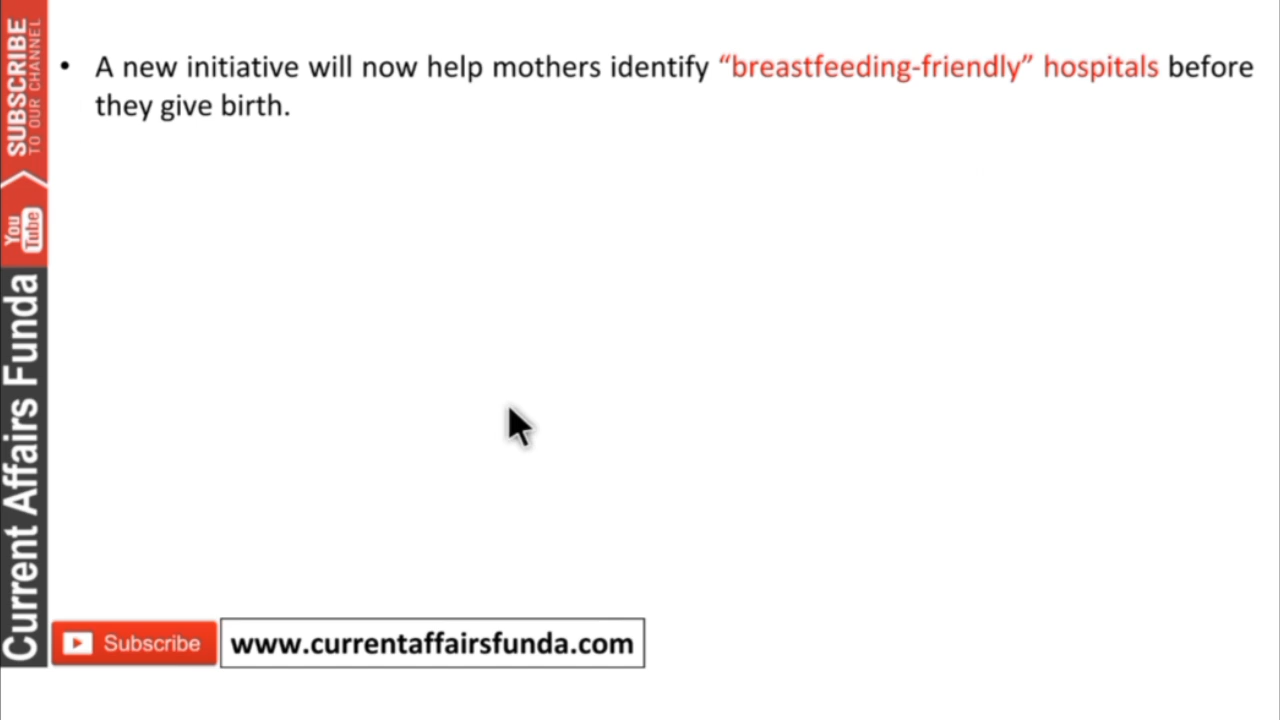 • A new initiative will now help mothers identify “breastfeeding-friendly” hospitals before
they give birth.
SUBSCRIBE
TO OUR CHANNEL
You
Tube
Current Affairs Funda
Subscribe
www.currentaffairsfunda.com